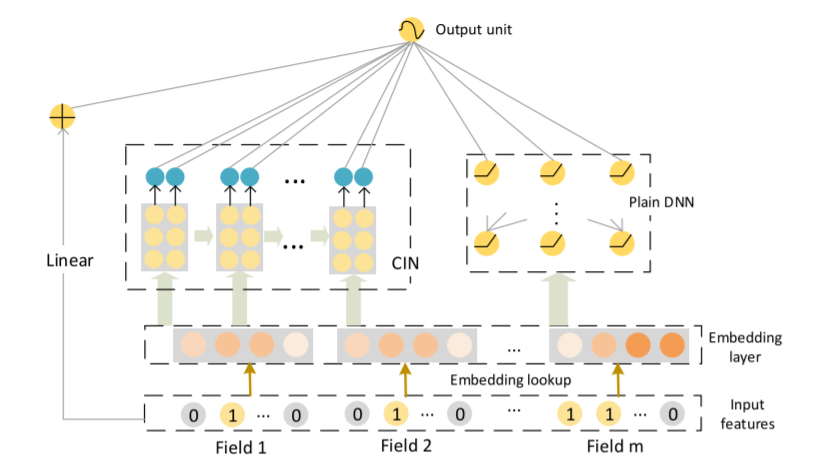 Output unit
...
Plain DNN
Linear
...
CIN
...
Embedding
layer
Embedding lookup
0 1 ... 0 0 1 ... 0 ... 1 1 ... 0
Input
features
Field 1 Field 2 Field m